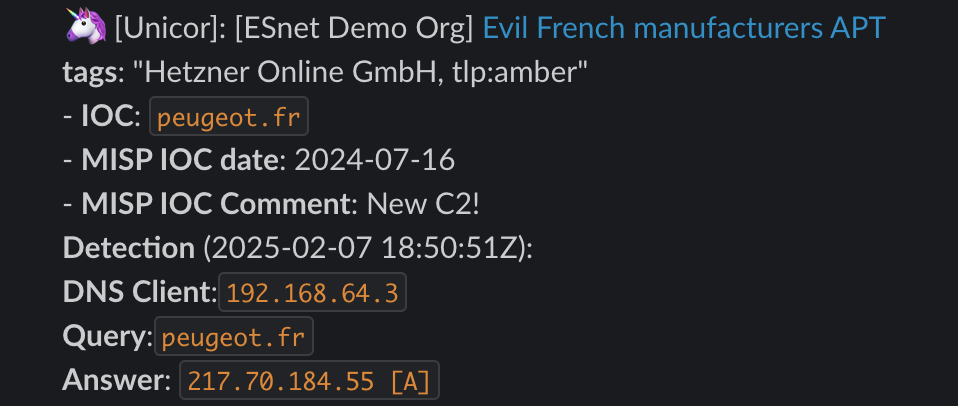 [Unicor]: [ESnet Demo Org] Evil French manufacturers APT
tags: "Hetzner Online GmbH, tlp:amber"
- IOC: peugeot.fr
- MISP IOC date: 2024-07-16
- MISP IOC Comment: New C2!
Detection (2025-02-07 18:50:51Z):
DNS Client: 192.168.64.3
Query: peugeot.fr
Answer: 217.70.184.55 [A]